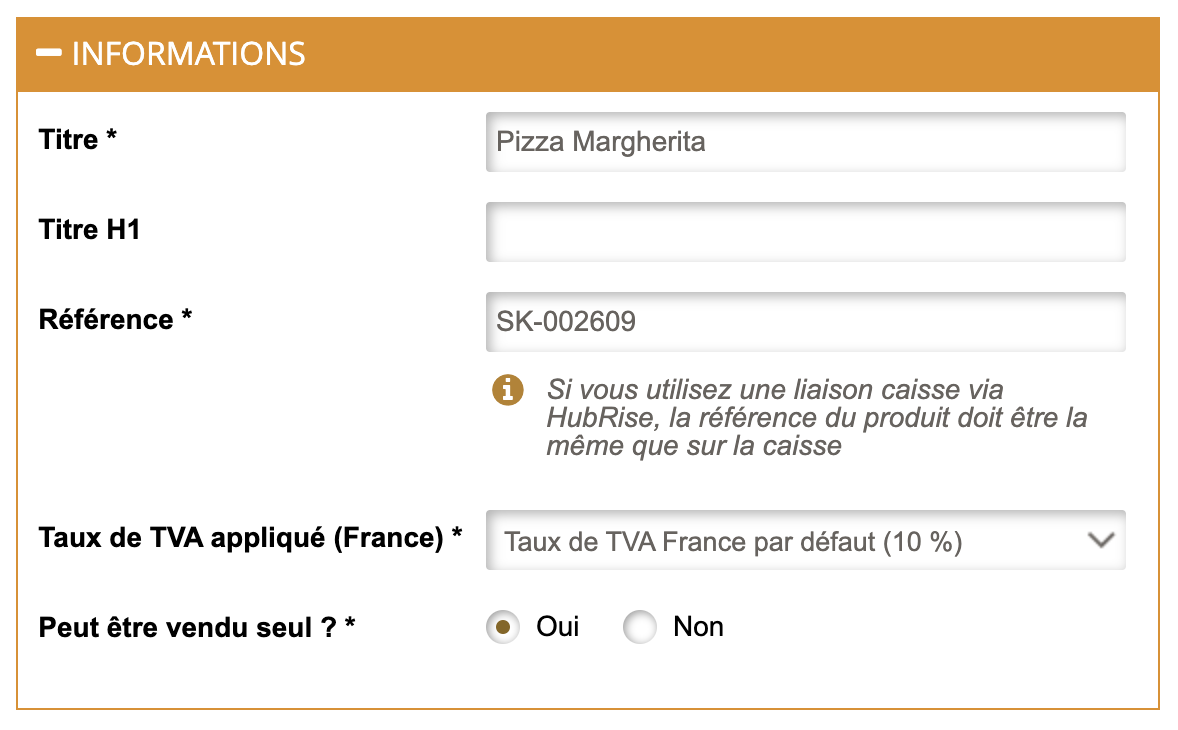 INFORMATIONS
Titre *
Pizza Margherita
Titre H1
Référence *
SK-002609
Si vous utilisez une liaison caisse via
HubRise, la référence du produit doit être la
même que sur la caisse
Taux de TVA appliqué (France) *
Taux de TVA France par défaut (10 %)
Peut être vendu seul ? *
Oui
Non